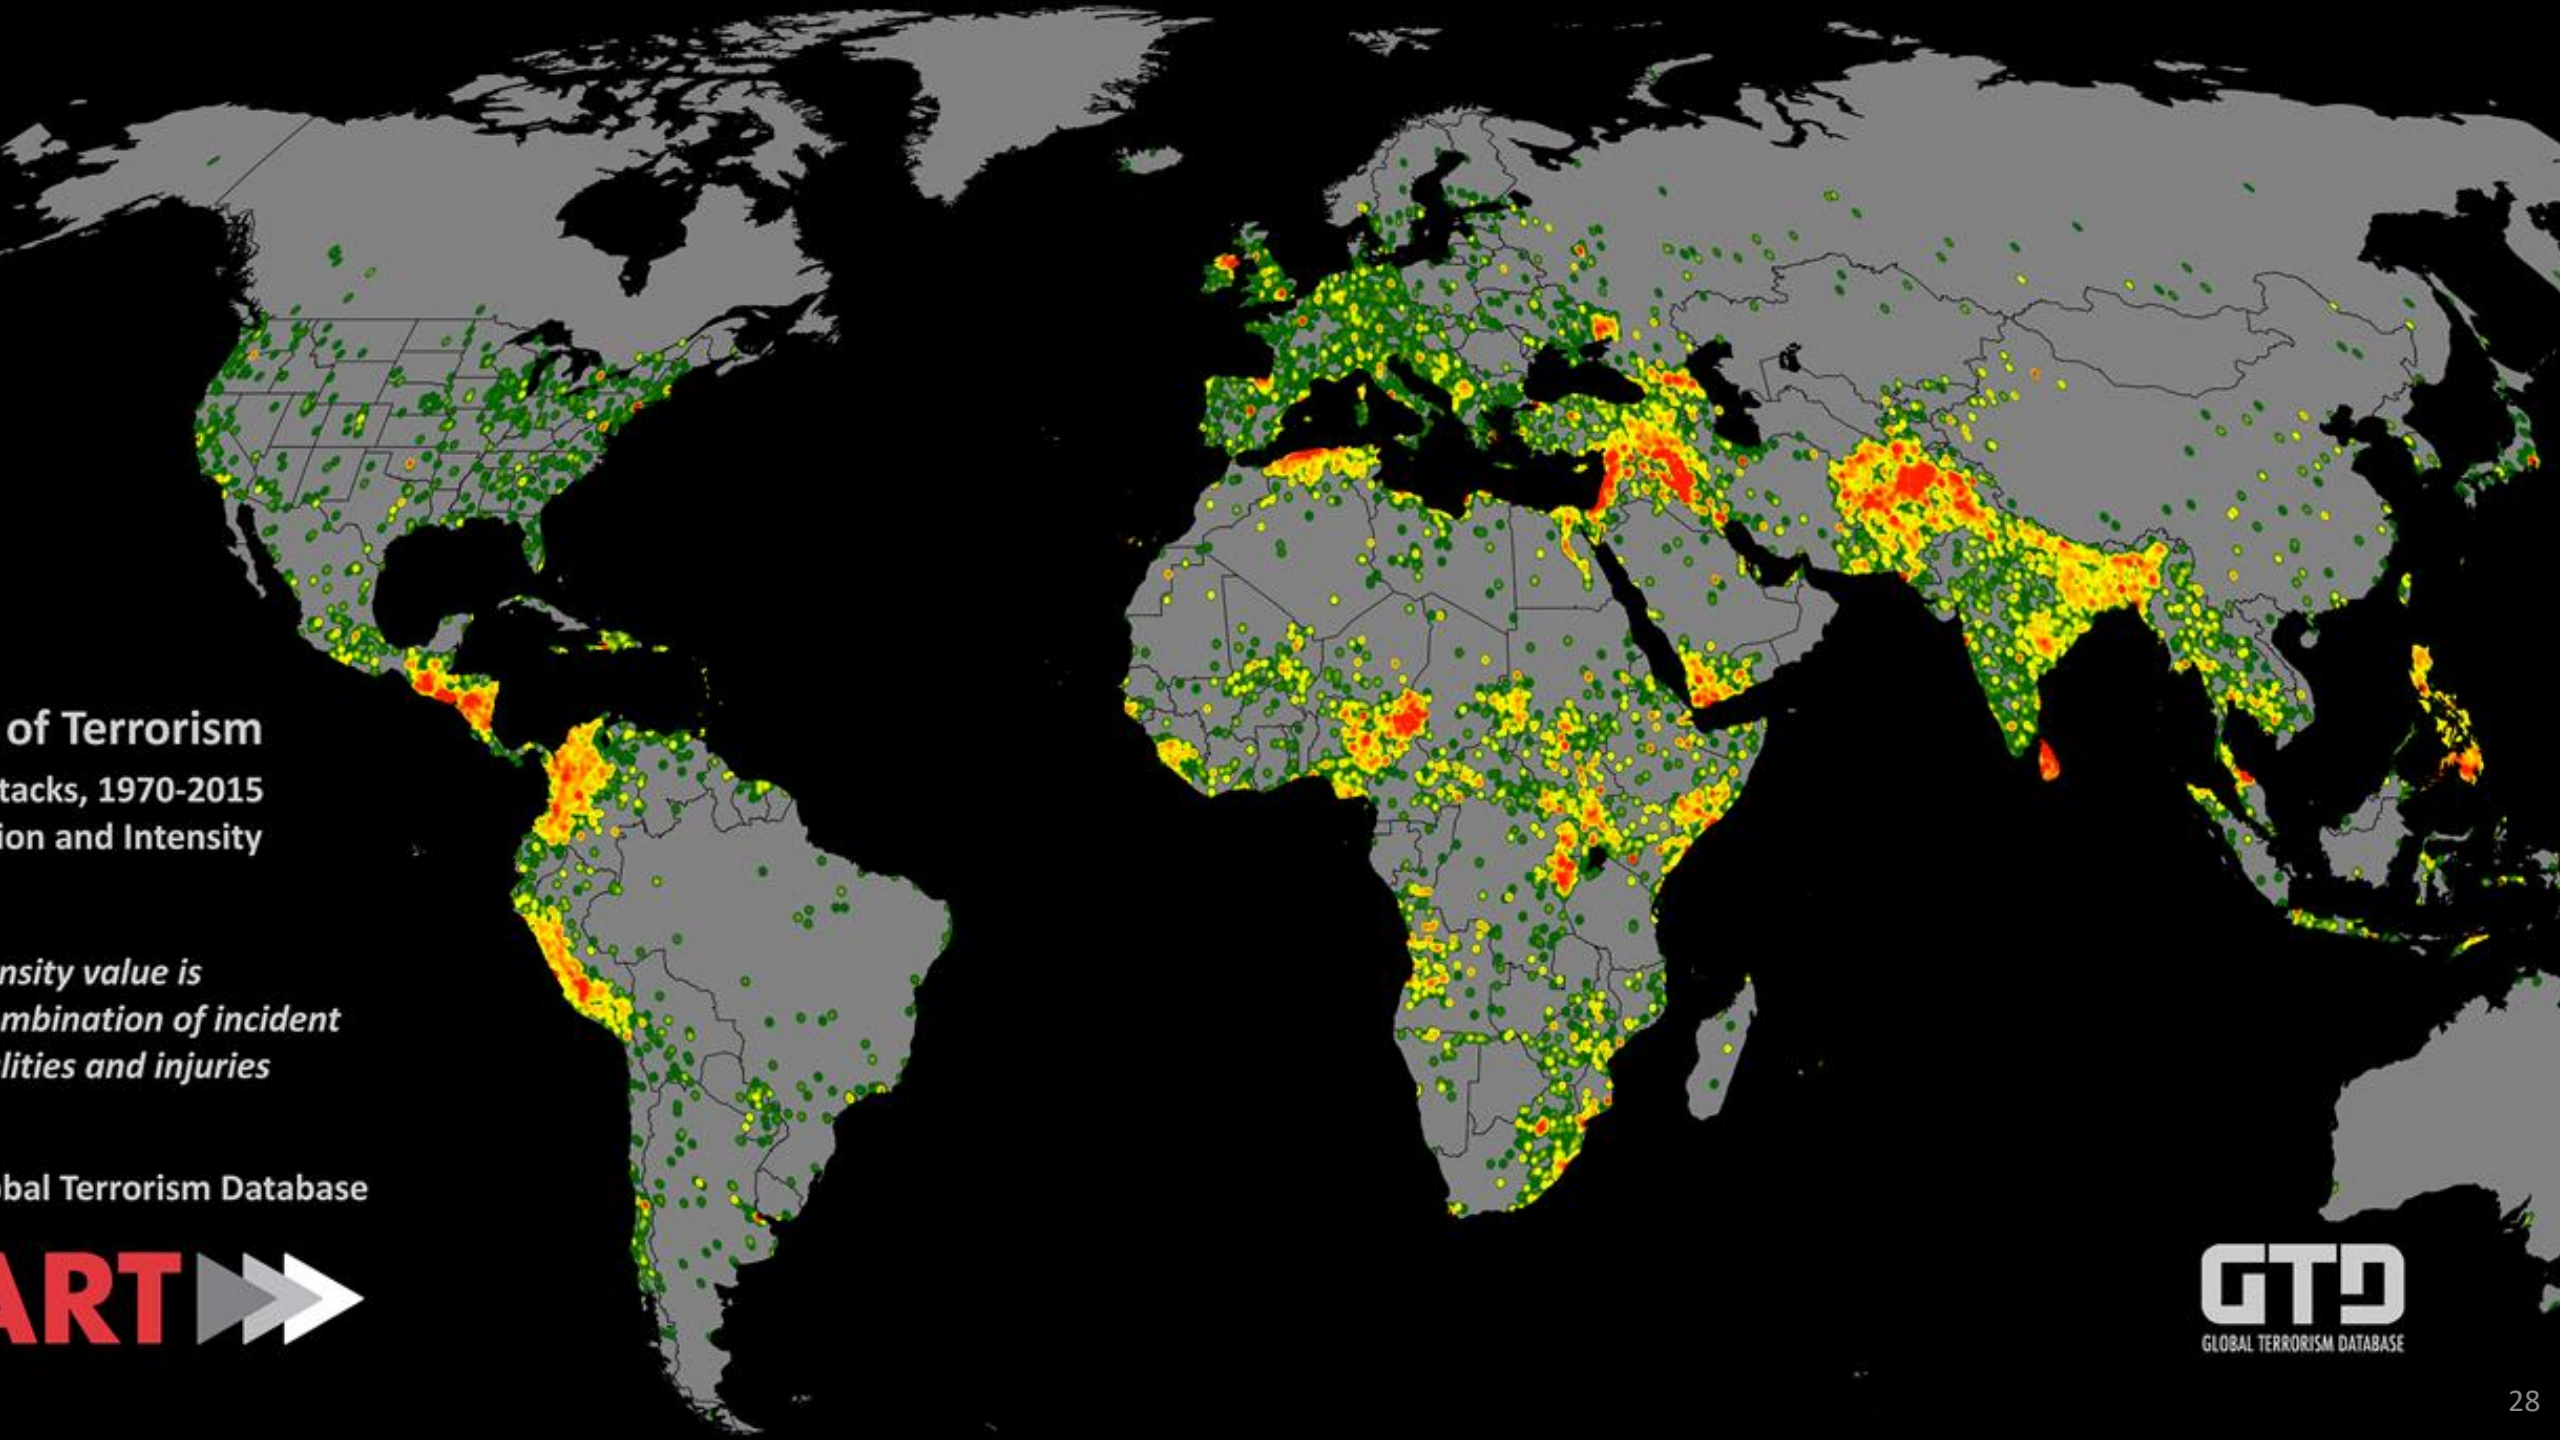 of Terrorism
tacks, 1970-2015
ion and Intensity
nsity value is
mbination of incident
lities and injuries
bal Terrorism Database
ART
GTD
GLOBAL TERRORISM DATABASE
28